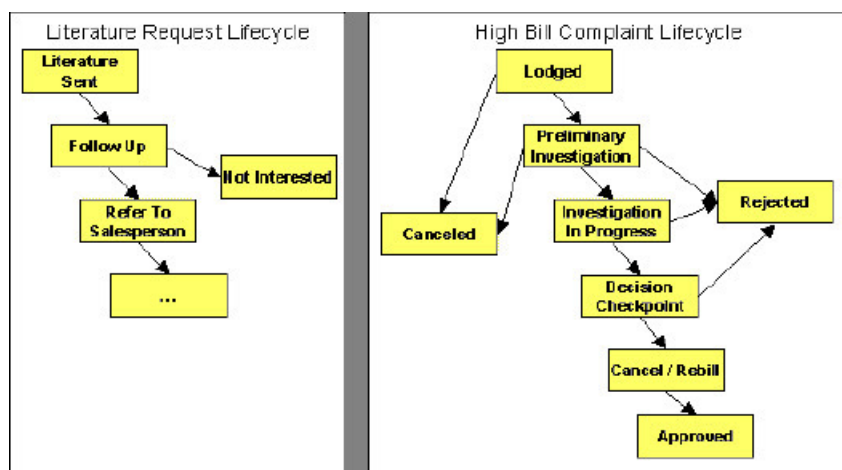 Literature Request Lifecycle
Literature
Sent
Follow Up
Not Interested
Refer To
Salesperson
...
High Bill Complaint Lifecycle
Lodged
Preliminary
Investigation
Rejected
Canceled
Investigation
In Progress
Decision
Checkpoint
Cancel / Rebill
Approved